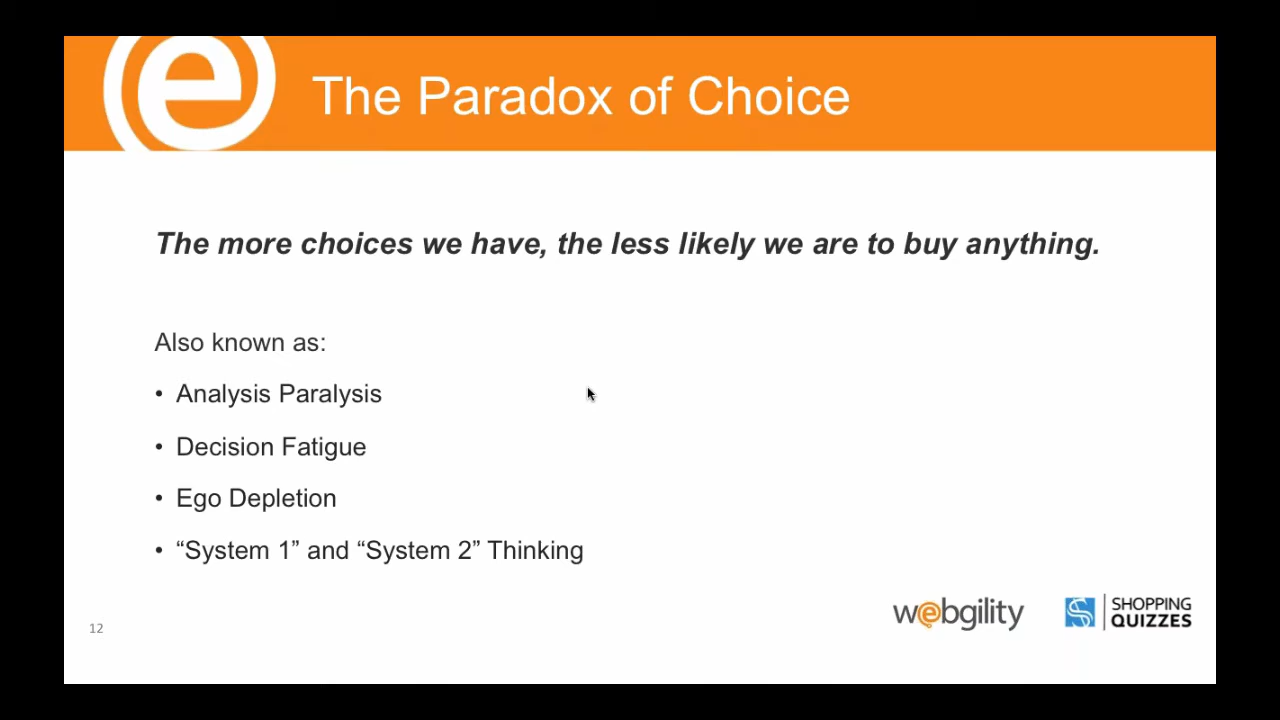 e
The Paradox of Choice
The more choices we have, the less likely we are to buy anything.
Also known as:
• Analysis Paralysis
• Decision Fatigue
• Ego Depletion
• “System 1” and “System 2” Thinking
12
webgility
SHOPPING
QUIZZES